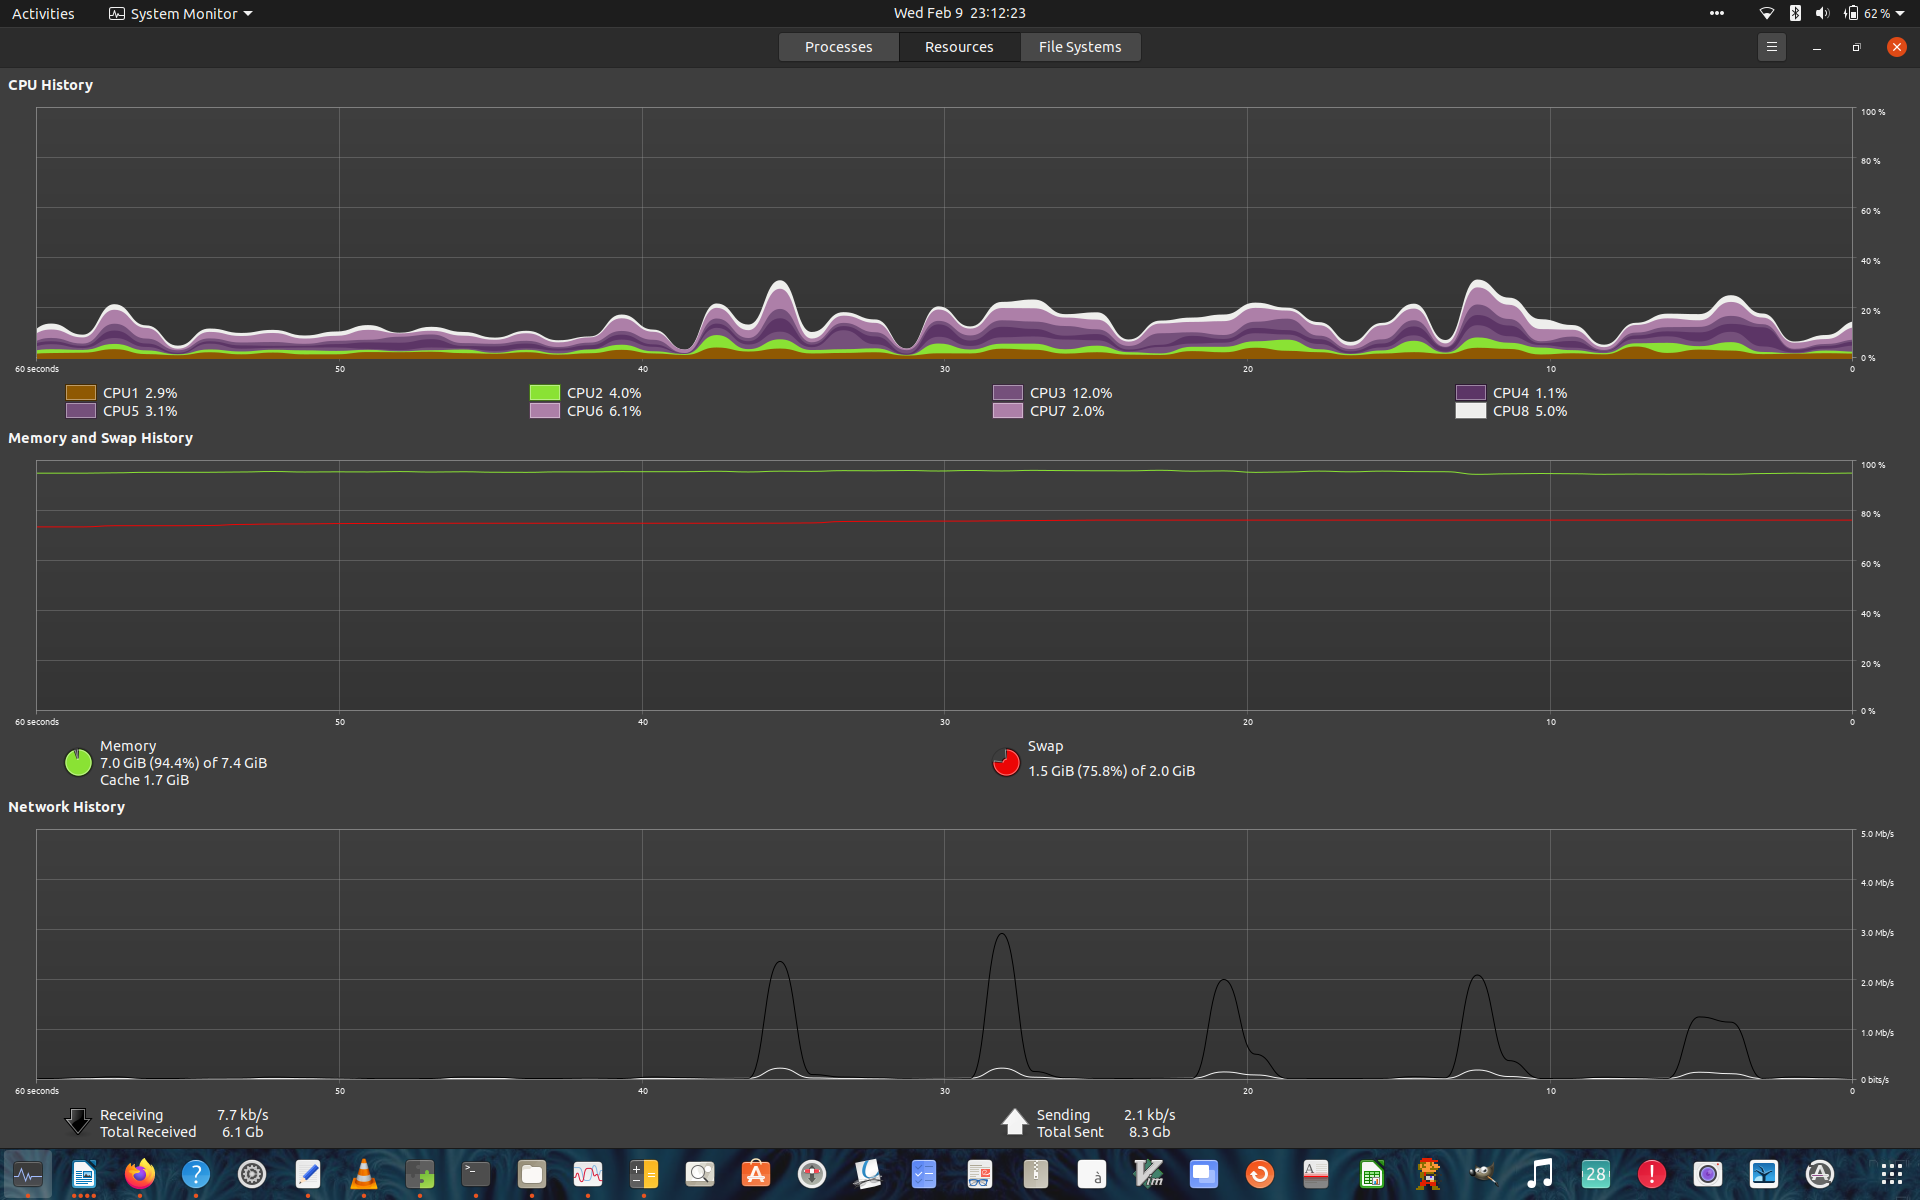 Activities System Monitor Wed Feb 9 23:12:23 62 %
Processes Resources File Systems
CPU History
100 %
80 %
60 %
40 %
20 %
0 %
60 seconds 50 40 30 20 10 0
CPU1 2.9% CPU2 4.0% CPU3 12.0% CPU4 1.1%
CPU5 3.1% CPU6 6.1% CPU7 2.0% CPU8 5.0%
Memory and Swap History
100 %
80 %
60 %
40 %
20 %
0 %
60 seconds 50 40 30 20 10 0
Memory Swap
7.0 GiB (94.4%) of 7.4 GiB 1.5 GiB (75.8%) of 2.0 GiB
Cache 1.7 GiB
Network History
5.0 Mb/s
4.0 Mb/s
3.0 Mb/s
2.0 Mb/s
1.0 Mb/s
0 bits/s
60 seconds 50 40 30 20 10 0
Receiving 7.7 kb/s Sending 2.1 kb/s
Total Received 6.1 Gb Total Sent 8.3 Gb
? >_ à Vim A 28 !